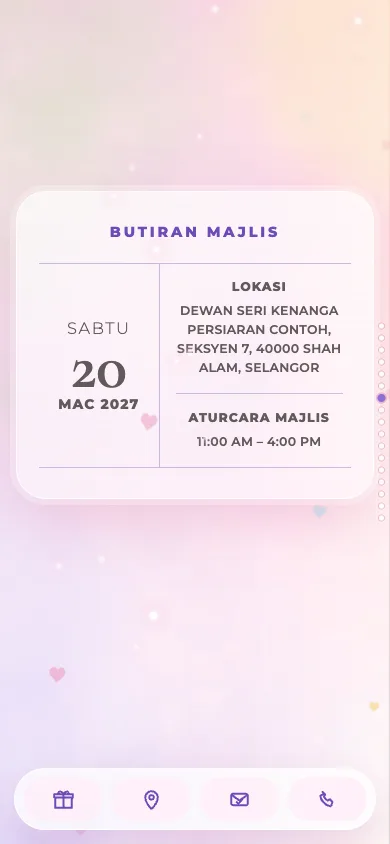 BUTIRAN MAJLIS
SABTU
20
MAC 2027
LOKASI
DEWAN SERI KENANGA
PERSIARAN CONTOH,
SEKSYEN 7, 40000 SHAH
ALAM, SELANGOR
ATURCARA MAJLIS
11:00 AM – 4:00 PM